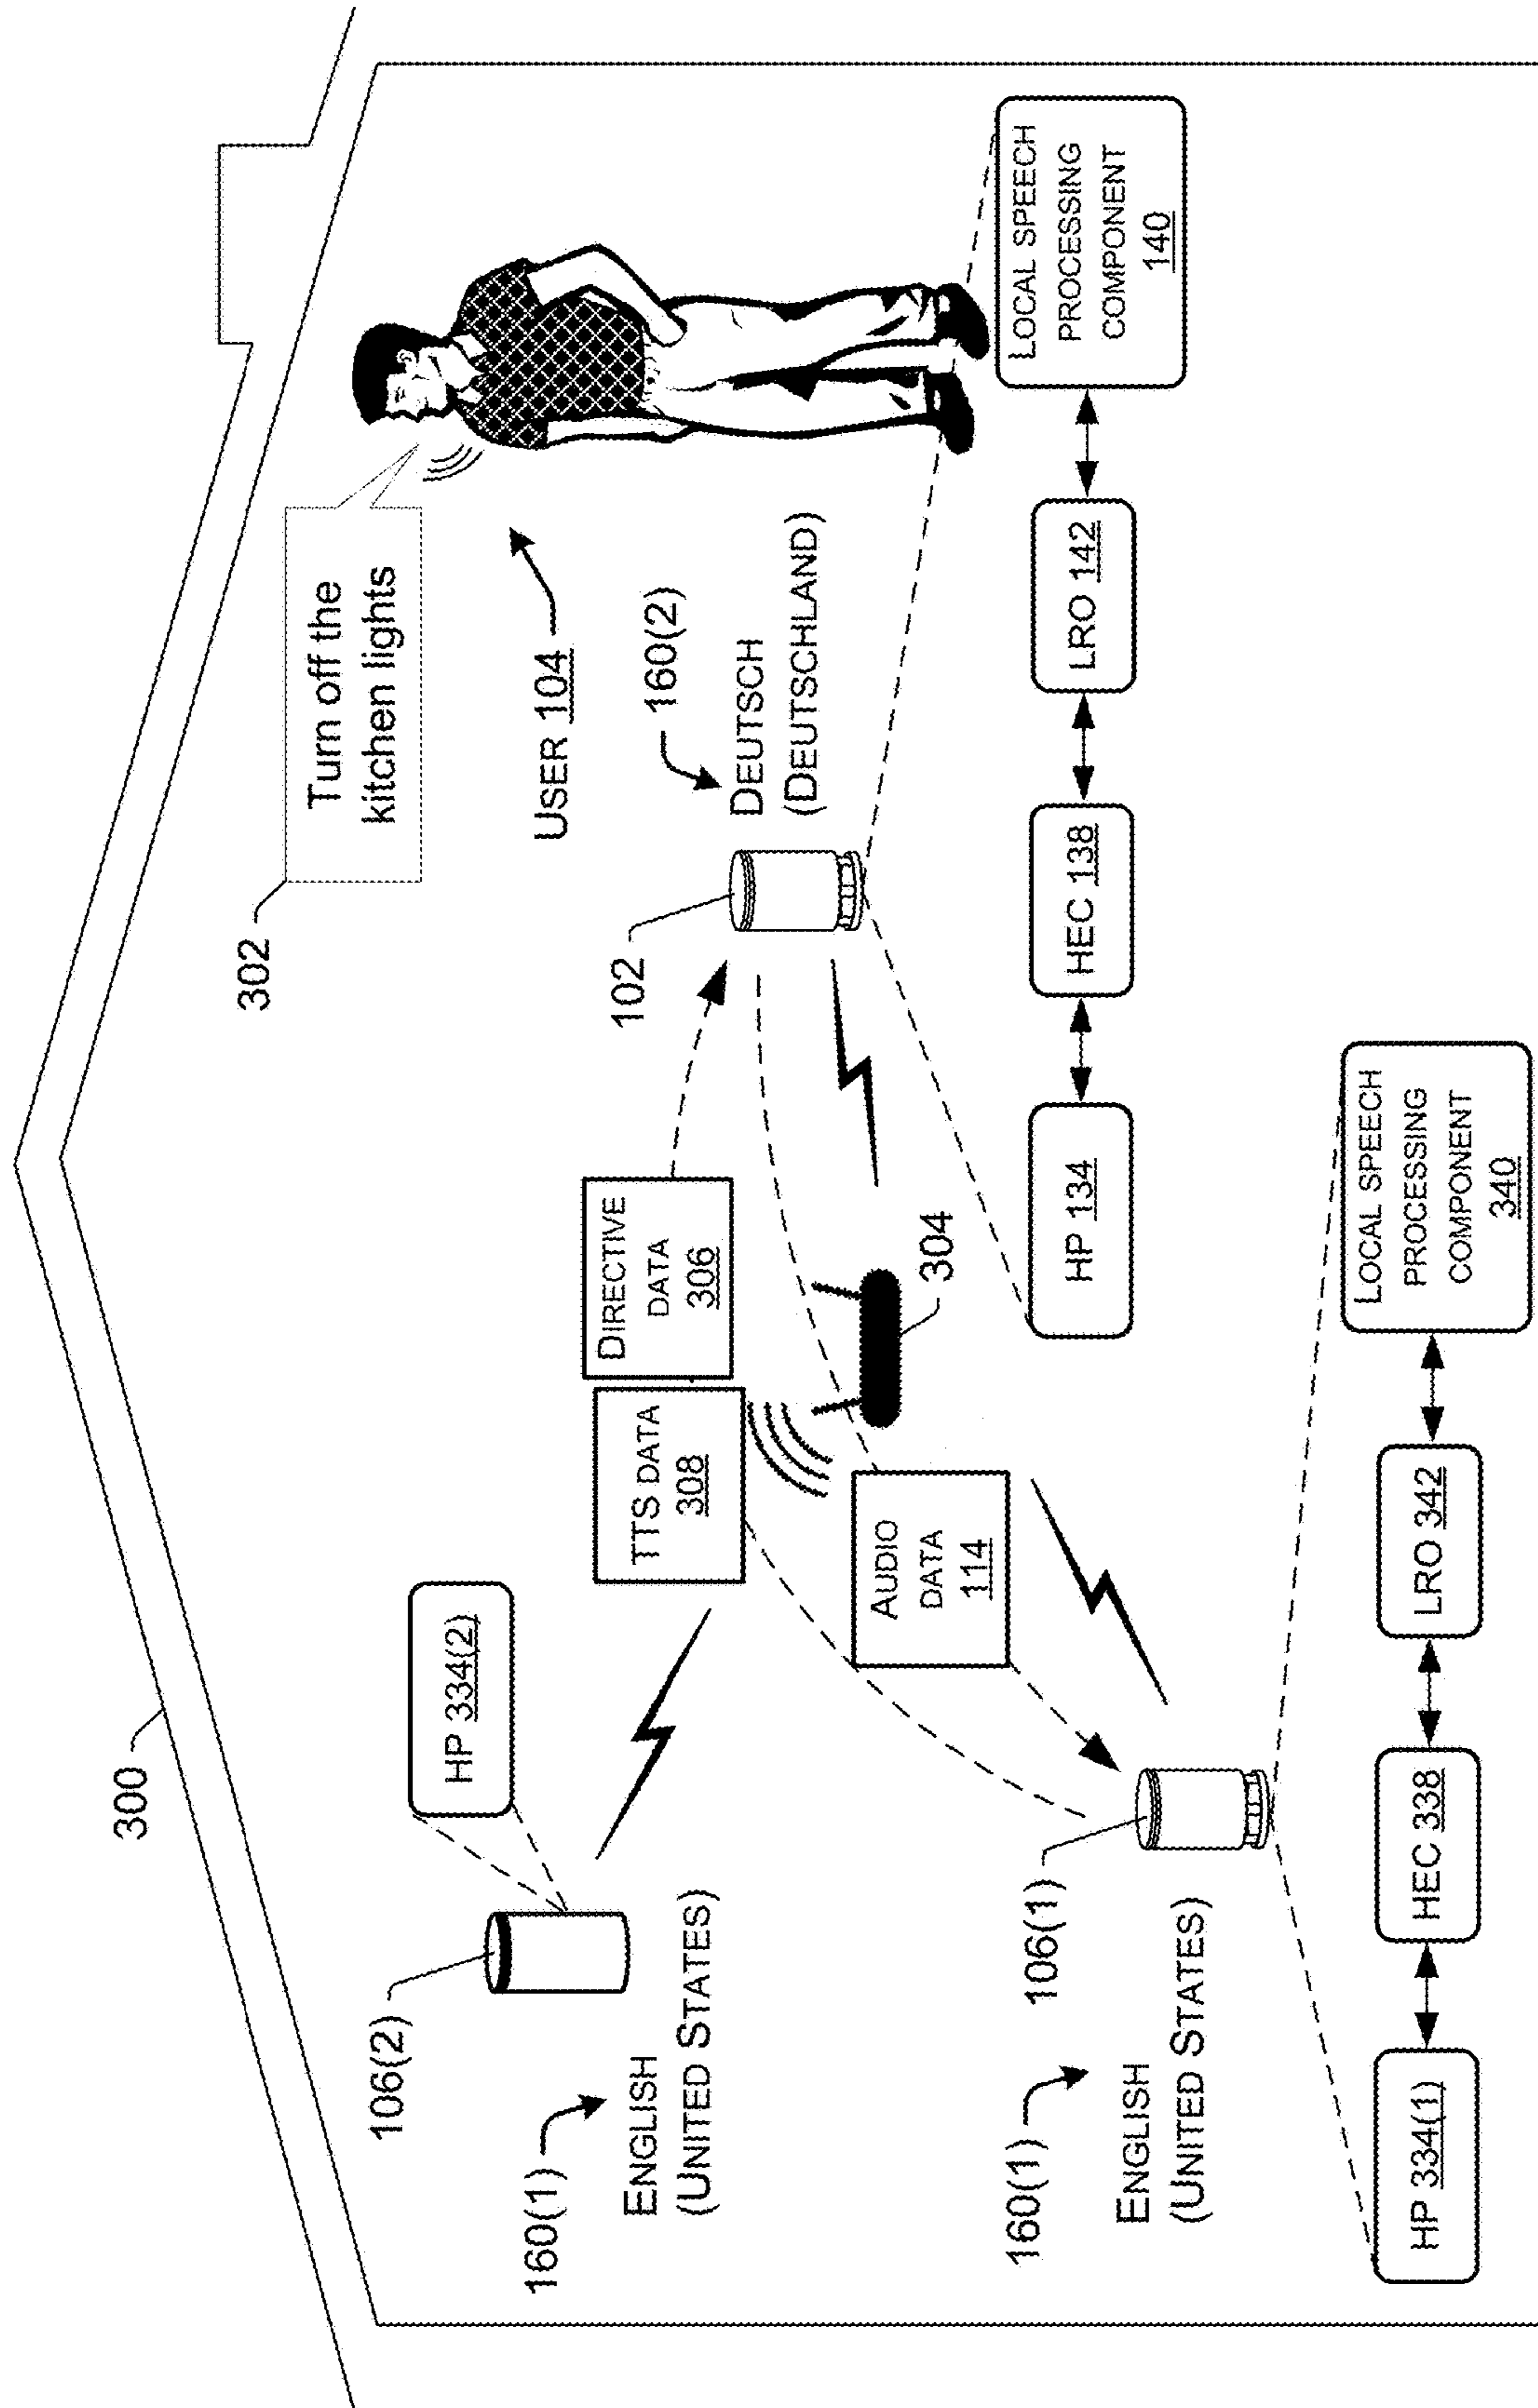 300
302
Turn off the
kitchen lights
USER 104
106(2)
HP 334(2)
160(1)
ENGLISH
(UNITED STATES)
TTS DATA
308
DIRECTIVE
DATA
306
102
160(2)
DEUTSCH
(DEUTSCHLAND)
AUDIO
DATA
114
304
106(1)
160(1)
ENGLISH
(UNITED STATES)
HP 134
HEC 138
LRO 142
LOCAL SPEECH
PROCESSING
COMPONENT
140
HP 334(1)
HEC 338
LRO 342
LOCAL SPEECH
PROCESSING
COMPONENT
340